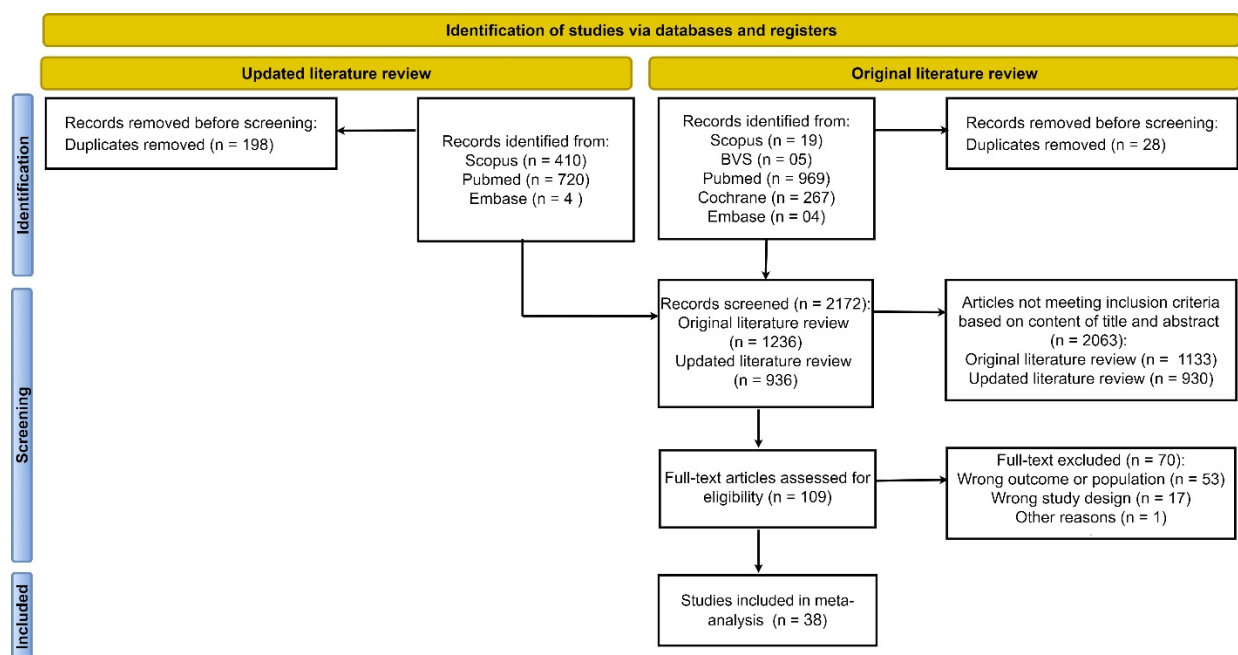 Identification of studies via databases and registers
Updated literature review
Original literature review
Identification
Records removed before screening:
Duplicates removed (n = 198)
Records identified from:
Scopus (n = 410)
Pubmed (n = 720)
Embase (n = 4 )
Records identified from:
Scopus (n = 19)
BVS (n = 05)
Pubmed (n = 969)
Cochrane (n = 267)
Embase (n = 04)
Records removed before screening:
Duplicates removed (n = 28)
Screening
Records screened (n = 2172):
Original literature review
(n = 1236)
Updated literature review
(n = 936)
Articles not meeting inclusion criteria
based on content of title and abstract
(n = 2063):
Original literature review (n = 1133)
Updated literature review (n = 930)
Full-text articles assessed for
eligibility (n = 109)
Full-text excluded (n = 70):
Wrong outcome or population (n = 53)
Wrong study design (n = 17)
Other reasons (n = 1)
Included
Studies included in meta-
analysis (n = 38)